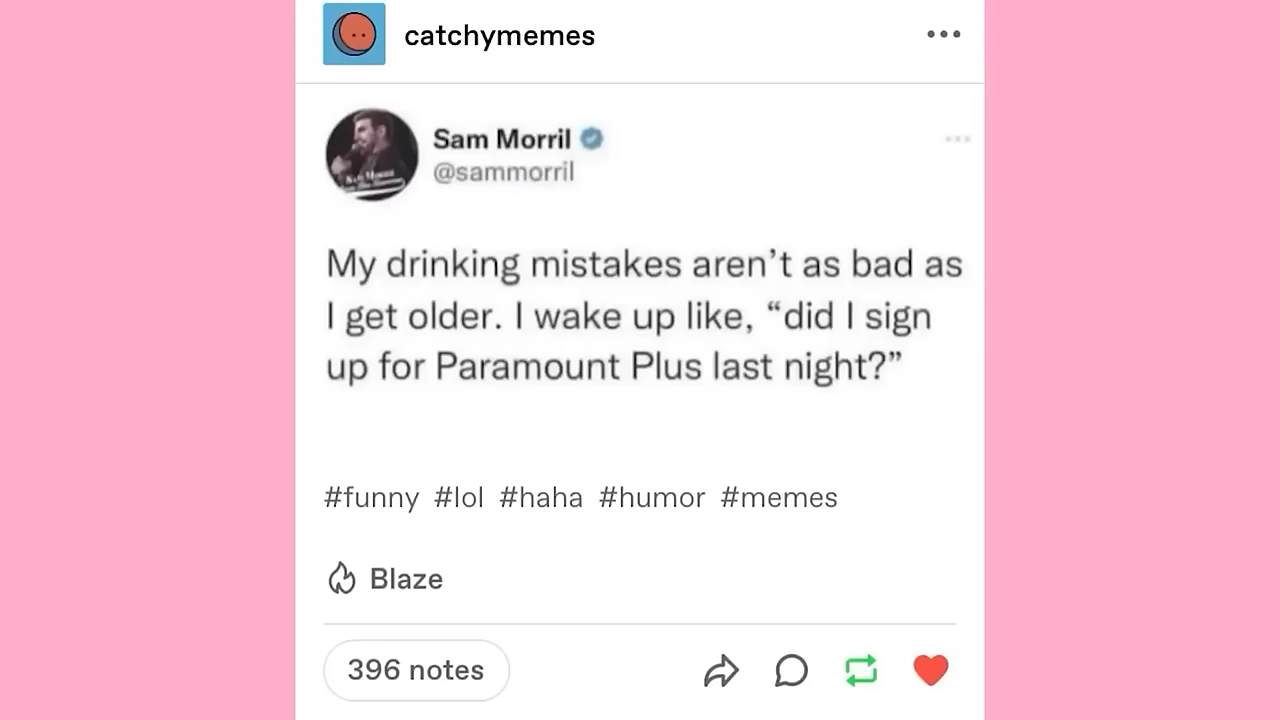 catchymemes
Sam Morril
@sammorril
My drinking mistakes aren’t as bad as
I get older. I wake up like, “did I sign
up for Paramount Plus last night?”
#funny #lol #haha #humor #memes
Blaze
396 notes